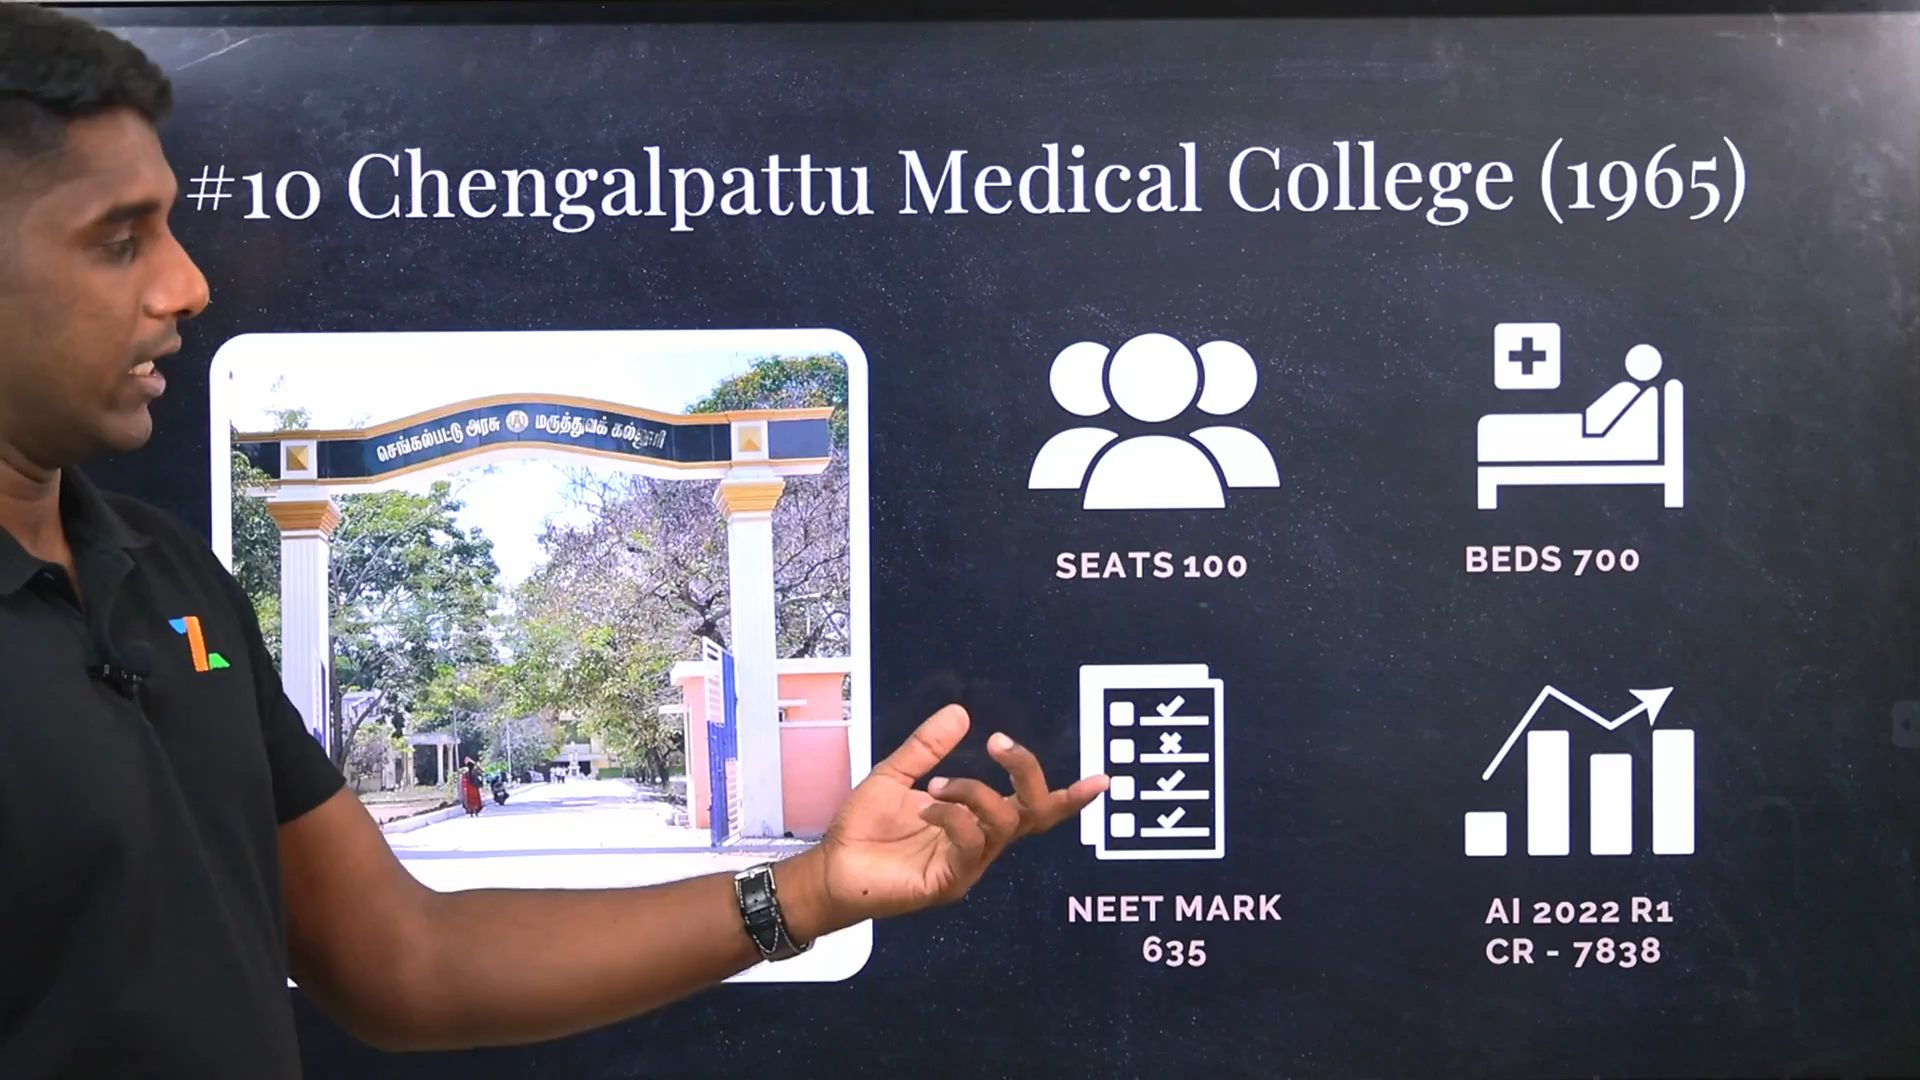 #10 Chengalpattu Medical College (1965)
செங்கல்பட்டு அரசு மருத்துவக் கல்லூரி
SEATS 100
BEDS 700
NEET MARK
635
AI 2022 R1
CR - 7838